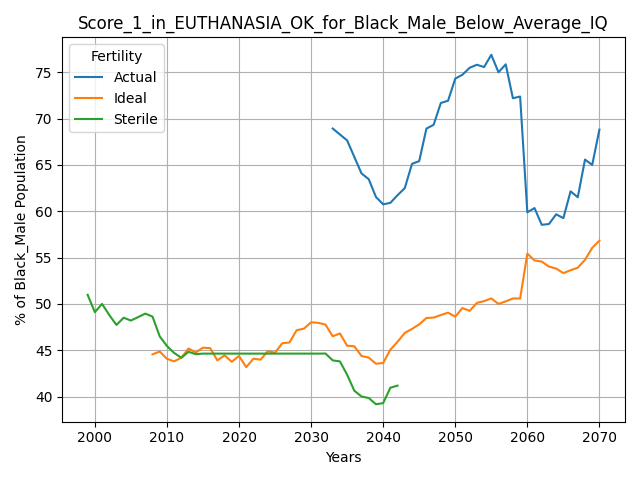 Score_1_in_EUTHANASIA_OK_for_Black_Male_Below_Average_IQ
Fertility
Actual
Ideal
Sterile
% of Black_Male Population
75
70
65
60
55
50
45
40
2000 2010 2020 2030 2040 2050 2060 2070
Years